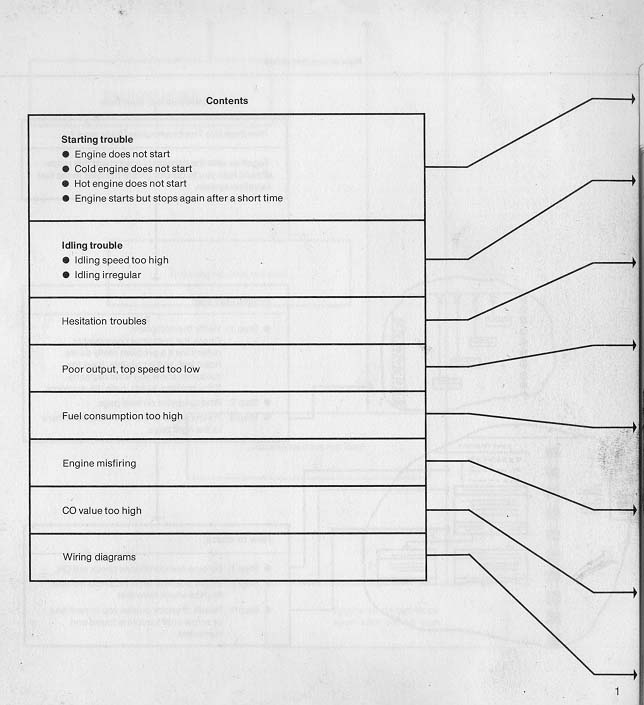 Contents
Starting trouble
● Engine does not start
● Cold engine does not start
● Hot engine does not start
● Engine starts but stops again after a short time
Idling trouble
● Idling speed too high
● Idling irregular
Hesitation troubles
Poor output, top speed too low
Fuel consumption too high
Engine misfiring
CO value too high
Wiring diagrams
1